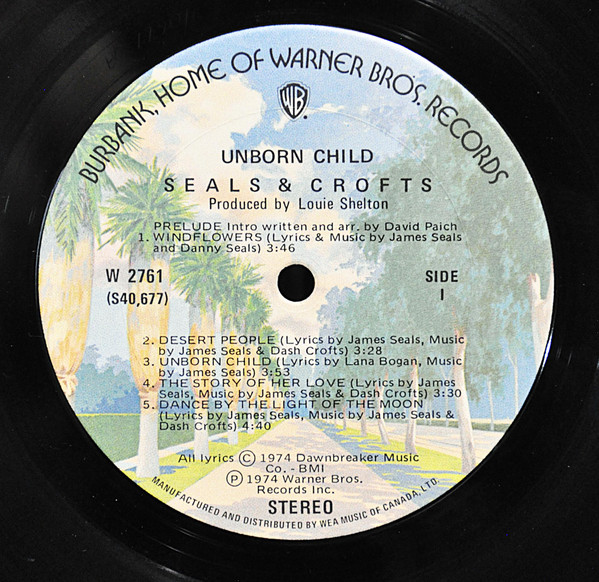 BURBANK, HOME OF WARNER BROS. RECORDS
WB
UNBORN CHILD
SEALS & CROFTS
Produced by Louie Shelton
PRELUDE Intro written and arr. by David Paich
1. WINDFLOWERS (Lyrics & Music by James Seals
and Danny Seals) 3:46
W 2761
(S40,677)
SIDE
I
2. DESERT PEOPLE (Lyrics by James Seals, Music
by James Seals & Dash Crofts) 3:28
3. UNBORN CHILD (Lyrics by Lana Bogan, Music
by James Seals) 3:53
4. THE STORY OF HER LOVE (Lyrics by James
Seals, Music by James Seals & Dash Crofts) 3:30
5. DANCE BY THE LIGHT OF THE MOON
(Lyrics by James Seals, Music by James Seals &
Dash Crofts) 4:40
All lyrics © 1974 Dawnbreaker Music
Co. - BMI
℗ 1974 Warner Bros.
Records Inc.
STEREO
MANUFACTURED AND DISTRIBUTED BY WEA MUSIC OF CANADA, LTD.